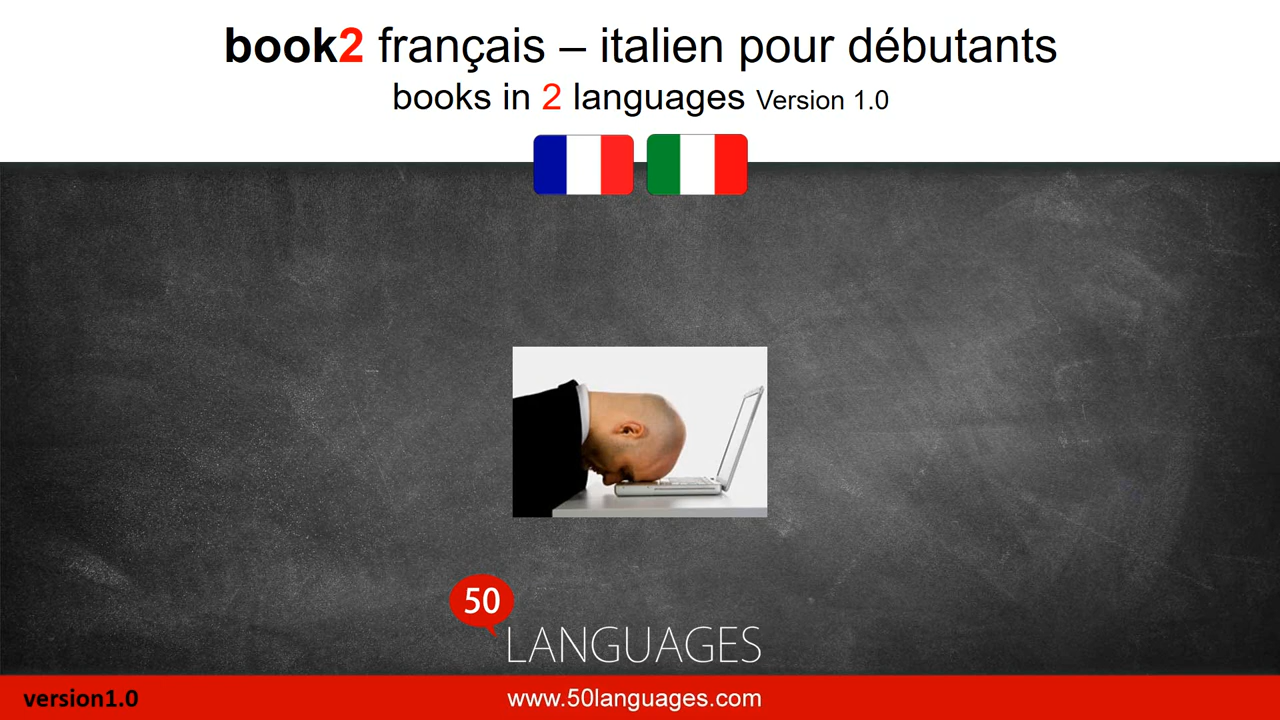 book2 français – italien pour débutants
books in 2 languages Version 1.0
50
LANGUAGES
version1.0
www.50languages.com